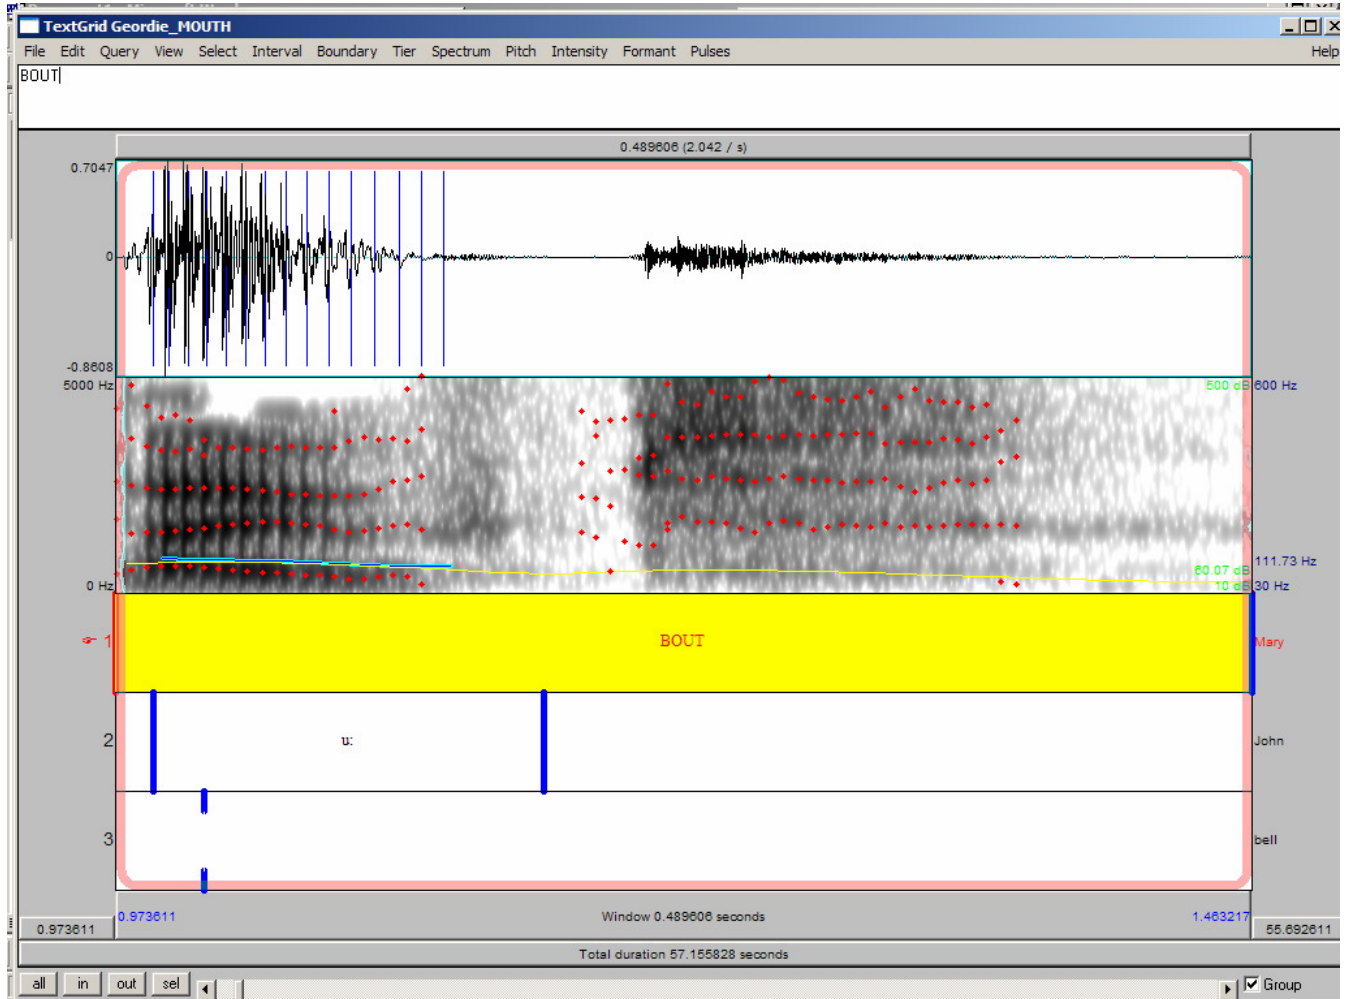 TextGrid Geordie_MOUTH
File Edit Query View Select Interval Boundary Tier Spectrum Pitch Intensity Formant Pulses Help
BOUT
0.489606 (2.042 / s)
0.7047
0
-0.8608
5000 Hz 500 dB 600 Hz
111.73 Hz
60.07 dB
0 Hz 10 dB 30 Hz
1 BOUT Mary
2 u: John
3 bell
0.973611 Window 0.489606 seconds 1.463217
0.973611 55.692611
Total duration 57.155828 seconds
all in out sel Group